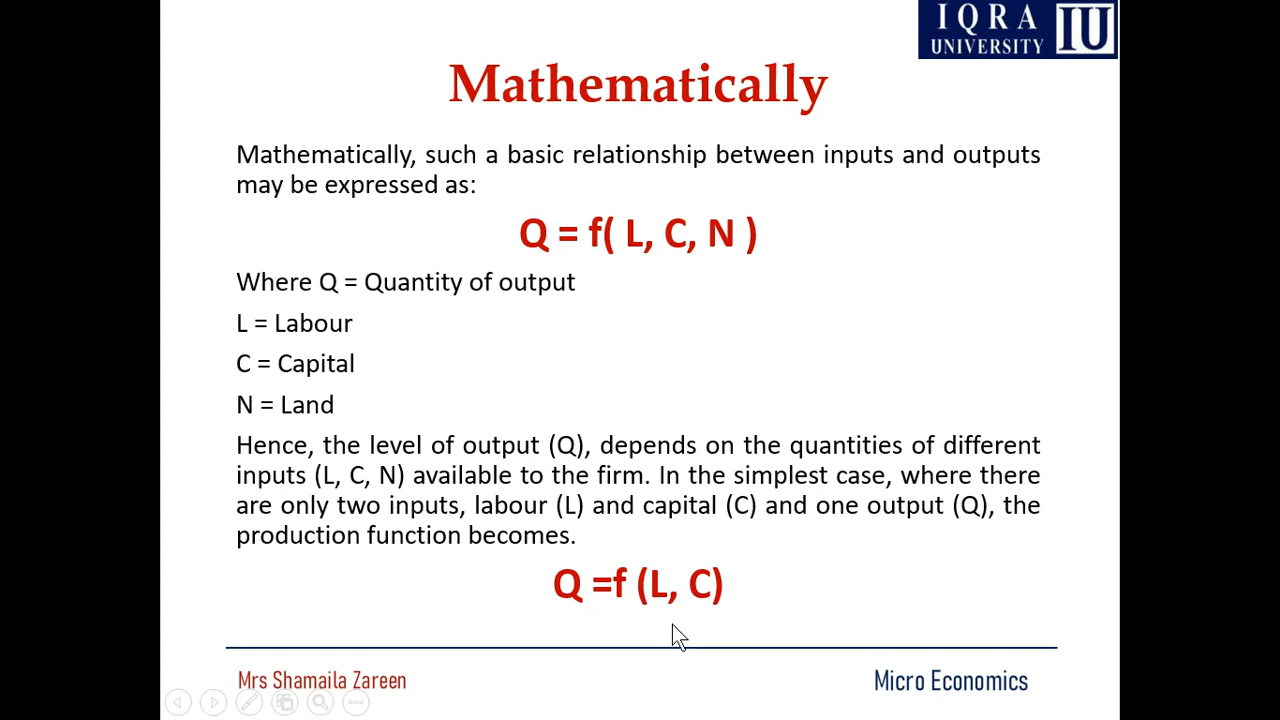 IQRA
UNIVERSITY IU
Mathematically
Mathematically, such a basic relationship between inputs and outputs
may be expressed as:
Q = f( L, C, N )
Where Q = Quantity of output
L = Labour
C = Capital
N = Land
Hence, the level of output (Q), depends on the quantities of different
inputs (L, C, N) available to the firm. In the simplest case, where there
are only two inputs, labour (L) and capital (C) and one output (Q), the
production function becomes.
Q =f (L, C)
Mrs Shamaila Zareen
Micro Economics